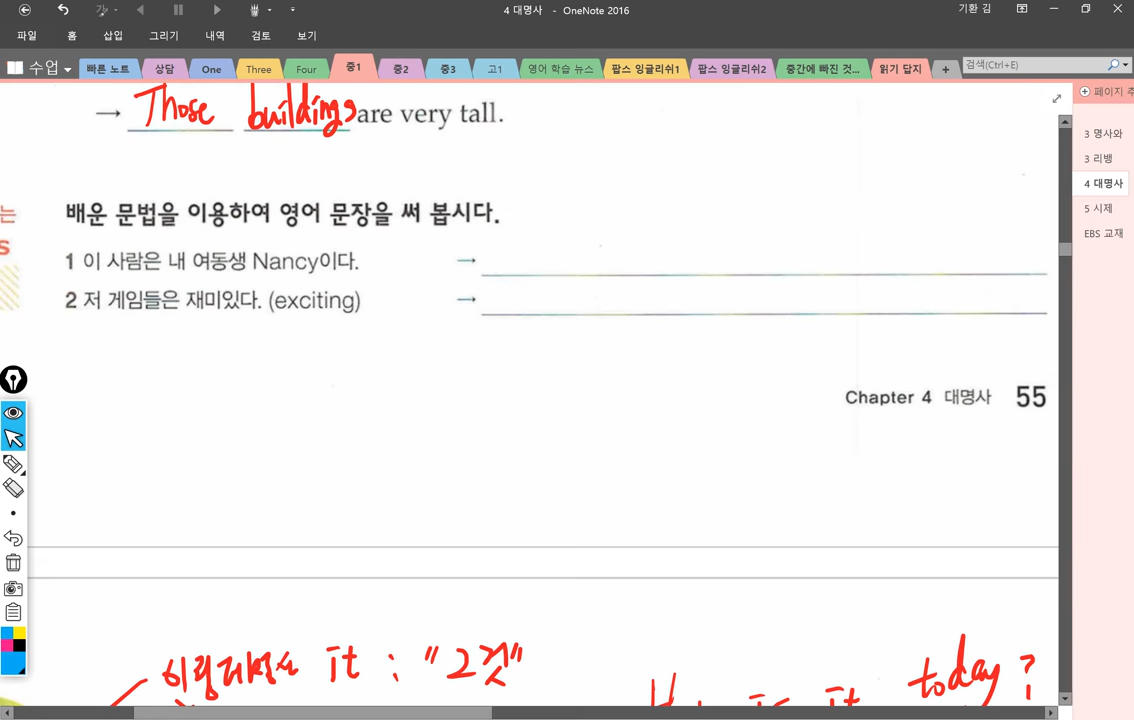 4 대명사 - OneNote 2016
기환 김
파일 홈 삽입 그리기 내역 검토 보기
수업 빠른 노트 상담 One Three Four 중1 중2 중3 고1 영어 학습 뉴스 팝스 잉글리쉬1 팝스 잉글리쉬2 중간에 빠진 것... 읽기 답지 + 검색(Ctrl+E)
페이지 추
3 명사와
3 리뱅
4 대명사
5 시제
EBS 교재
→ Those buildings are very tall.
는
S
배운 문법을 이용하여 영어 문장을 써 봅시다.
1 이 사람은 내 여동생 Nancy이다. →
2 저 게임들은 재미있다. (exciting) →
Chapter 4 대명사 55
it : "그것"
is it today ?